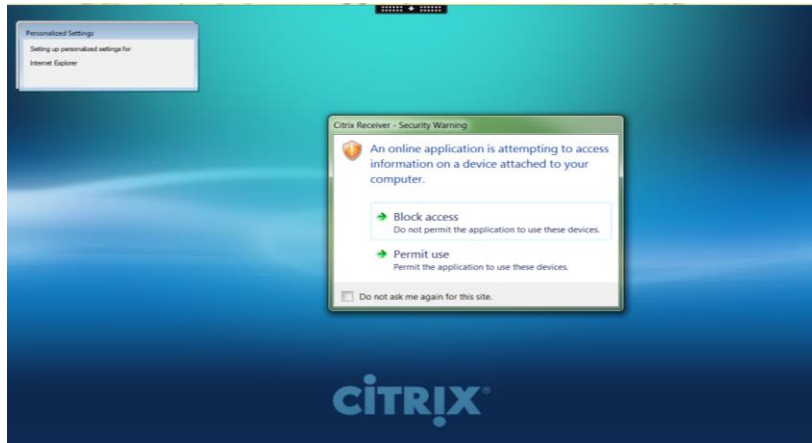 Personalized Settings
Setting up personalized settings for:
Internet Explorer
Citrix Receiver - Security Warning
An online application is attempting to access
information on a device attached to your
computer.
Block access
Do not permit the application to use these devices.
Permit use
Permit the application to use these devices.
Do not ask me again for this site.
CİTRIX®